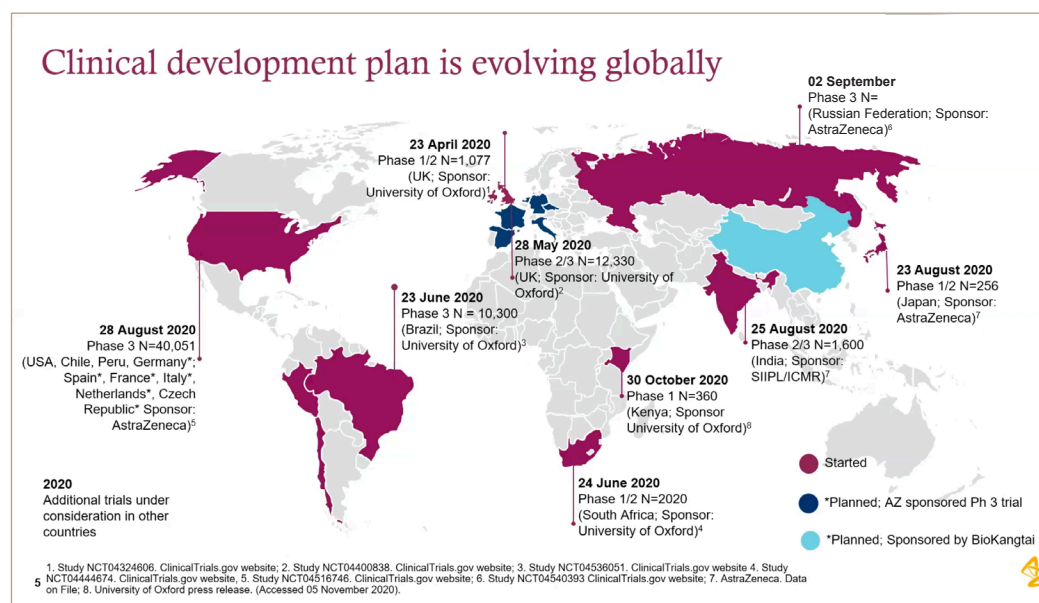 Clinical development plan is evolving globally
02 September
Phase 3 N=
(Russian Federation; Sponsor:
AstraZeneca)6
23 April 2020
Phase 1/2 N=1,077
(UK; Sponsor:
University of Oxford)1
28 May 2020
Phase 2/3 N=12,330
(UK; Sponsor: University of
Oxford)2
23 August 2020
Phase 1/2 N=256
(Japan; Sponsor:
AstraZeneca)7
23 June 2020
Phase 3 N = 10,300
(Brazil; Sponsor:
University of Oxford)3
28 August 2020
Phase 3 N=40,051
(USA, Chile, Peru, Germany*;
Spain*, France*, Italy*,
Netherlands*, Czech
Republic* Sponsor:
AstraZeneca)5
25 August 2020
Phase 2/3 N=1,600
(India; Sponsor:
SIIPL/ICMR)7
30 October 2020
Phase 1 N=360
(Kenya; Sponsor
University of Oxford)8
24 June 2020
Phase 1/2 N=2020
(South Africa; Sponsor:
University of Oxford)4
Started
*Planned; AZ sponsored Ph 3 trial
*Planned; Sponsored by BioKangtai
2020
Additional trials under
consideration in other
countries
1. Study NCT04324606. ClinicalTrials.gov website; 2. Study NCT04400838. ClinicalTrials.gov website; 3. Study NCT04536051. ClinicalTrials.gov website 4. Study
NCT04444674. ClinicalTrials.gov website, 5. Study NCT04516746. ClinicalTrials.gov website; 6. Study NCT04540393 ClinicalTrials.gov website; 7. AstraZeneca. Data
on File; 8. University of Oxford press release. (Accessed 05 November 2020).
5